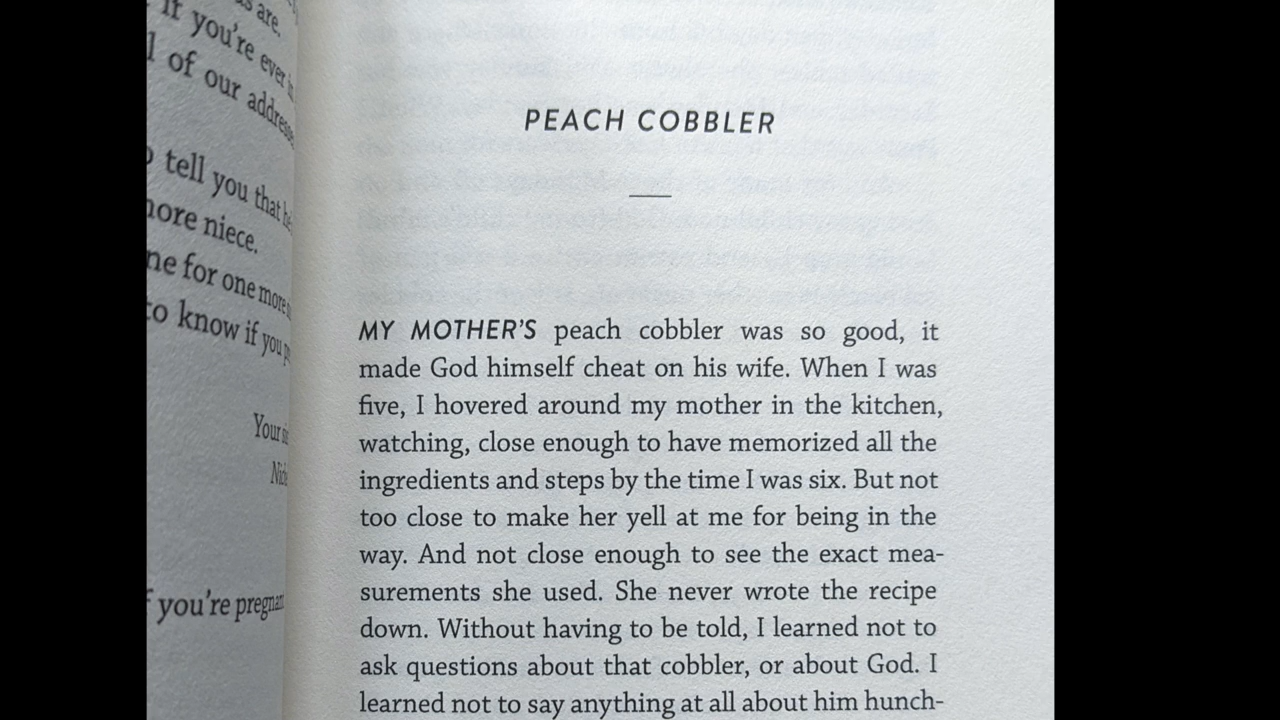 are.
if you're ever
of our
tell you that
niece.
for one more
to know if you
Your
you're pregnant
PEACH COBBLER
MY MOTHER'S peach cobbler was so good, it
made God himself cheat on his wife. When I was
five, I hovered around my mother in the kitchen,
watching, close enough to have memorized all the
ingredients and steps by the time I was six. But not
too close to make her yell at me for being in the
way. And not close enough to see the exact mea-
surements she used. She never wrote the recipe
down. Without having to be told, I learned not to
ask questions about that cobbler, or about God. I
learned not to say anything at all about him hunch-